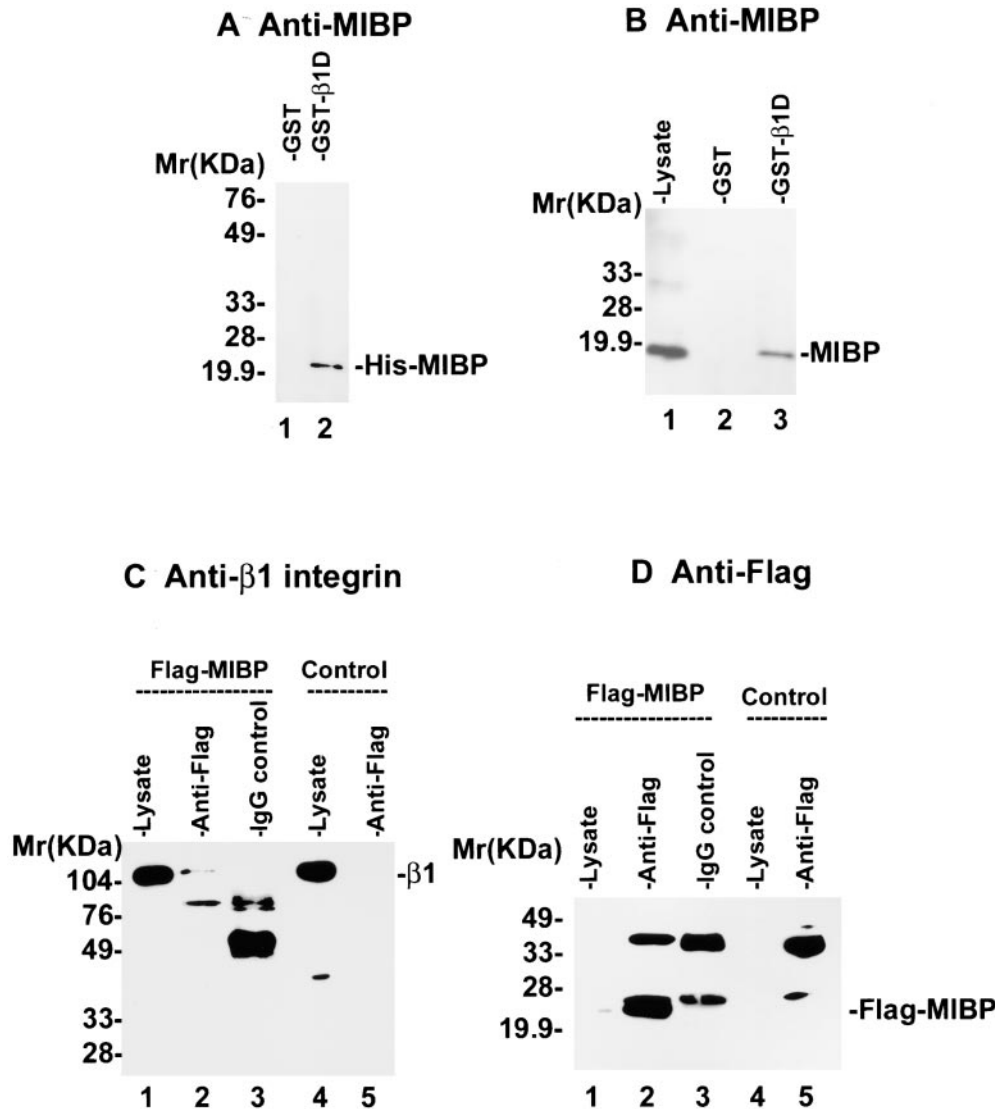 A Anti-MIBP
-GST
-GST-β1D
Mr(KDa)
76-
49-
33-
28-
19.9-
-His-MIBP
1 2
B Anti-MIBP
-Lysate
-GST
-GST-β1D
Mr(KDa)
33-
28-
19.9-
-MIBP
1 2 3
C Anti-β1 integrin
Flag-MIBP Control
-Lysate
-Anti-Flag
-IgG control
-Lysate
-Anti-Flag
Mr(KDa)
104-
76-
49-
33-
28-
-β1
1 2 3 4 5
D Anti-Flag
Flag-MIBP Control
-Lysate
-Anti-Flag
-IgG control
-Lysate
-Anti-Flag
Mr(KDa)
49-
33-
28-
19.9-
-Flag-MIBP
1 2 3 4 5